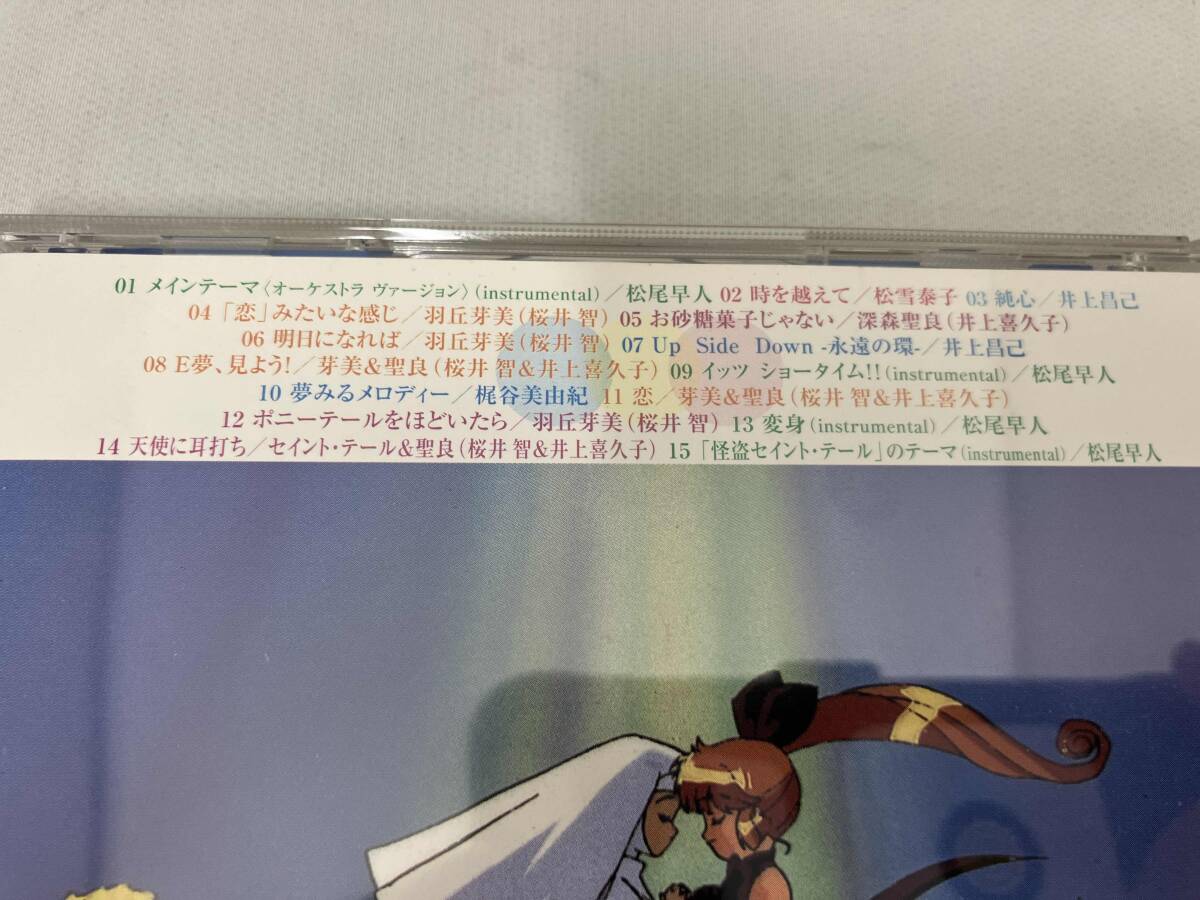 01 メインテーマ〈オーケストラ ヴァージョン〉(instrumental)／松尾早人 02 時を越えて／松雪泰子 03 純心／井上昌己
04 「恋」みたいな感じ／羽丘芽美(桜井 智) 05 お砂糖菓子じゃない／深森聖良(井上喜久子)
06 明日になれば／羽丘芽美(桜井 智) 07 Up Side Down -永遠の環-／井上昌己
08 E夢、見よう!／芽美&聖良(桜井 智&井上喜久子) 09 イッツ ショータイム!!(instrumental)／松尾早人
10 夢みるメロディー／梶谷美由紀 11 恋／芽美&聖良(桜井 智&井上喜久子)
12 ポニーテールをほどいたら／羽丘芽美(桜井 智) 13 変身(instrumental)／松尾早人
14 天使に耳打ち／セイント・テール&聖良(桜井 智&井上喜久子) 15 「怪盗セイント・テール」のテーマ(instrumental)／松尾早人